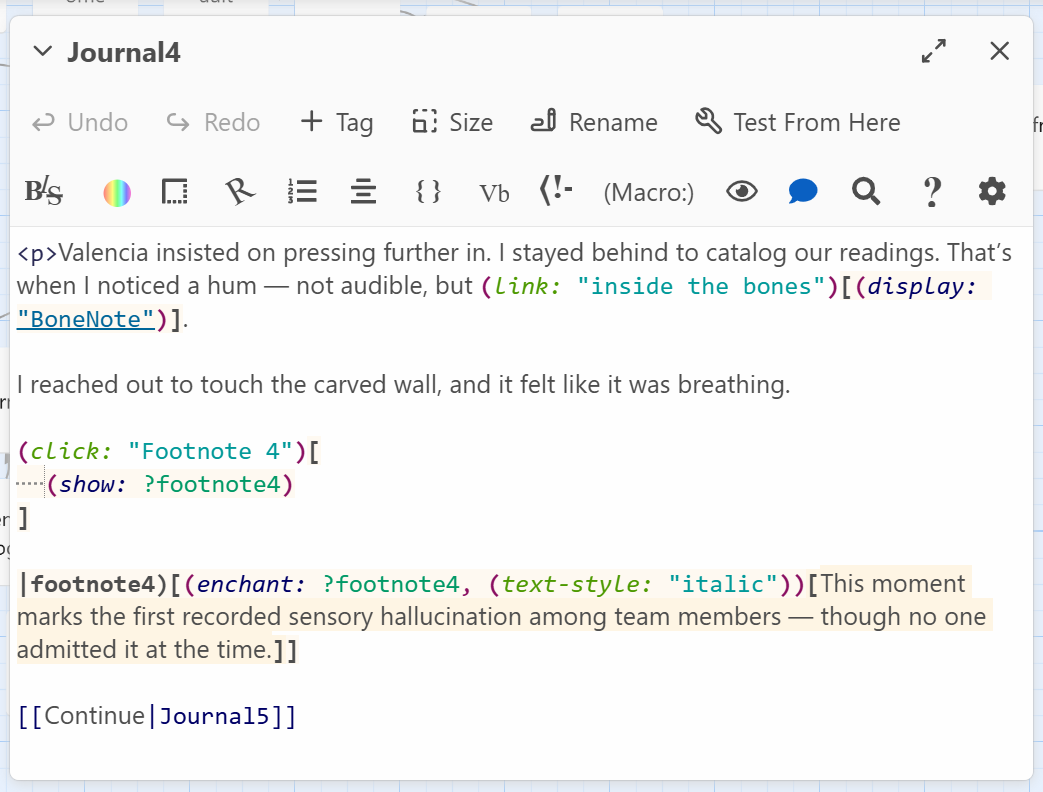 Journal4
Undo Redo + Tag Size Rename Test From Here
B/S { } Vb (!- (Macro:) ?
<p>Valencia insisted on pressing further in. I stayed behind to catalog our readings. That’s
when I noticed a hum — not audible, but (link: "inside the bones")[(display:
"BoneNote")].
I reached out to touch the carved wall, and it felt like it was breathing.
(click: "Footnote 4")[
(show: ?footnote4)
]
|footnote4)[(enchant: ?footnote4, (text-style: "italic"))[This moment
marks the first recorded sensory hallucination among team members — though no one
admitted it at the time.]]
[[Continue|Journal5]]